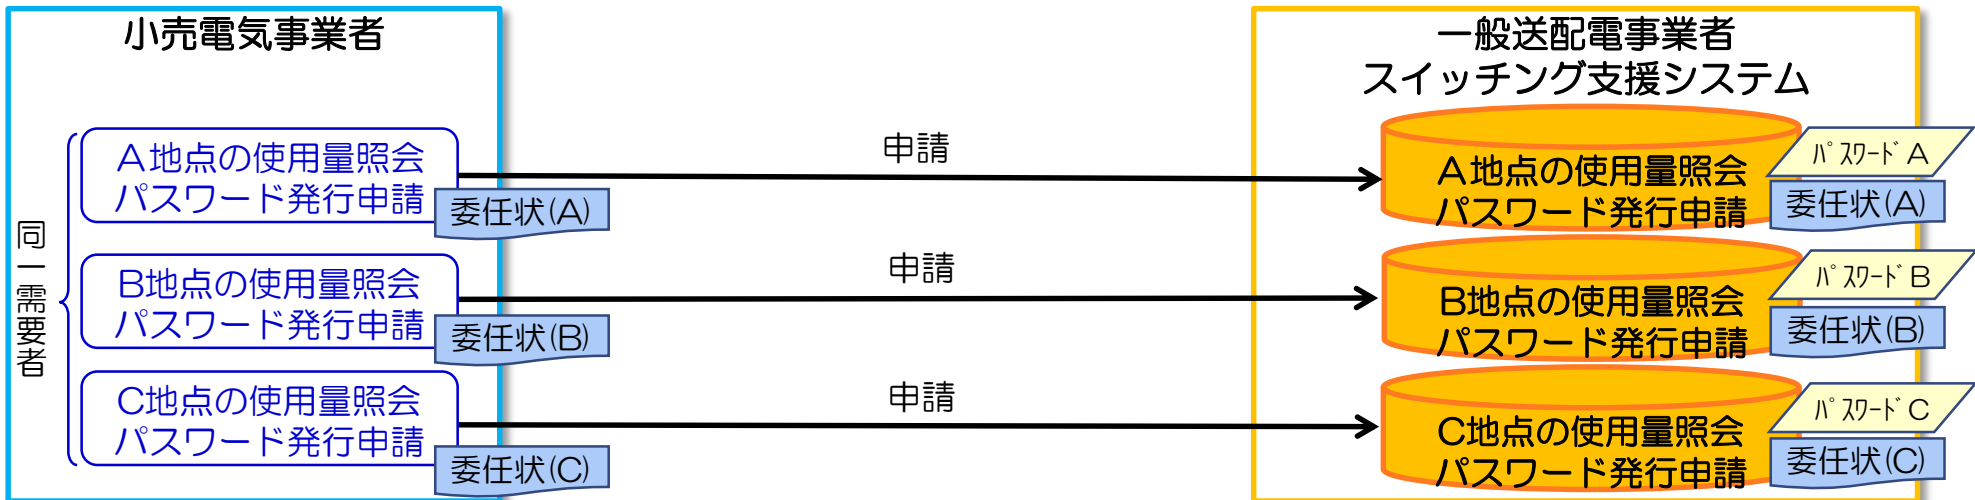 小売電気事業者
同一需要者
A地点の使用量照会
パスワード発行申請
委任状(A)
B地点の使用量照会
パスワード発行申請
委任状(B)
C地点の使用量照会
パスワード発行申請
委任状(C)
申請
申請
申請
一般送配電事業者
スイッチング支援システム
A地点の使用量照会
パスワード発行申請
ﾊﾟｽﾜｰﾄﾞA
委任状(A)
B地点の使用量照会
パスワード発行申請
ﾊﾟｽﾜｰﾄﾞB
委任状(B)
C地点の使用量照会
パスワード発行申請
ﾊﾟｽﾜｰﾄﾞC
委任状(C)